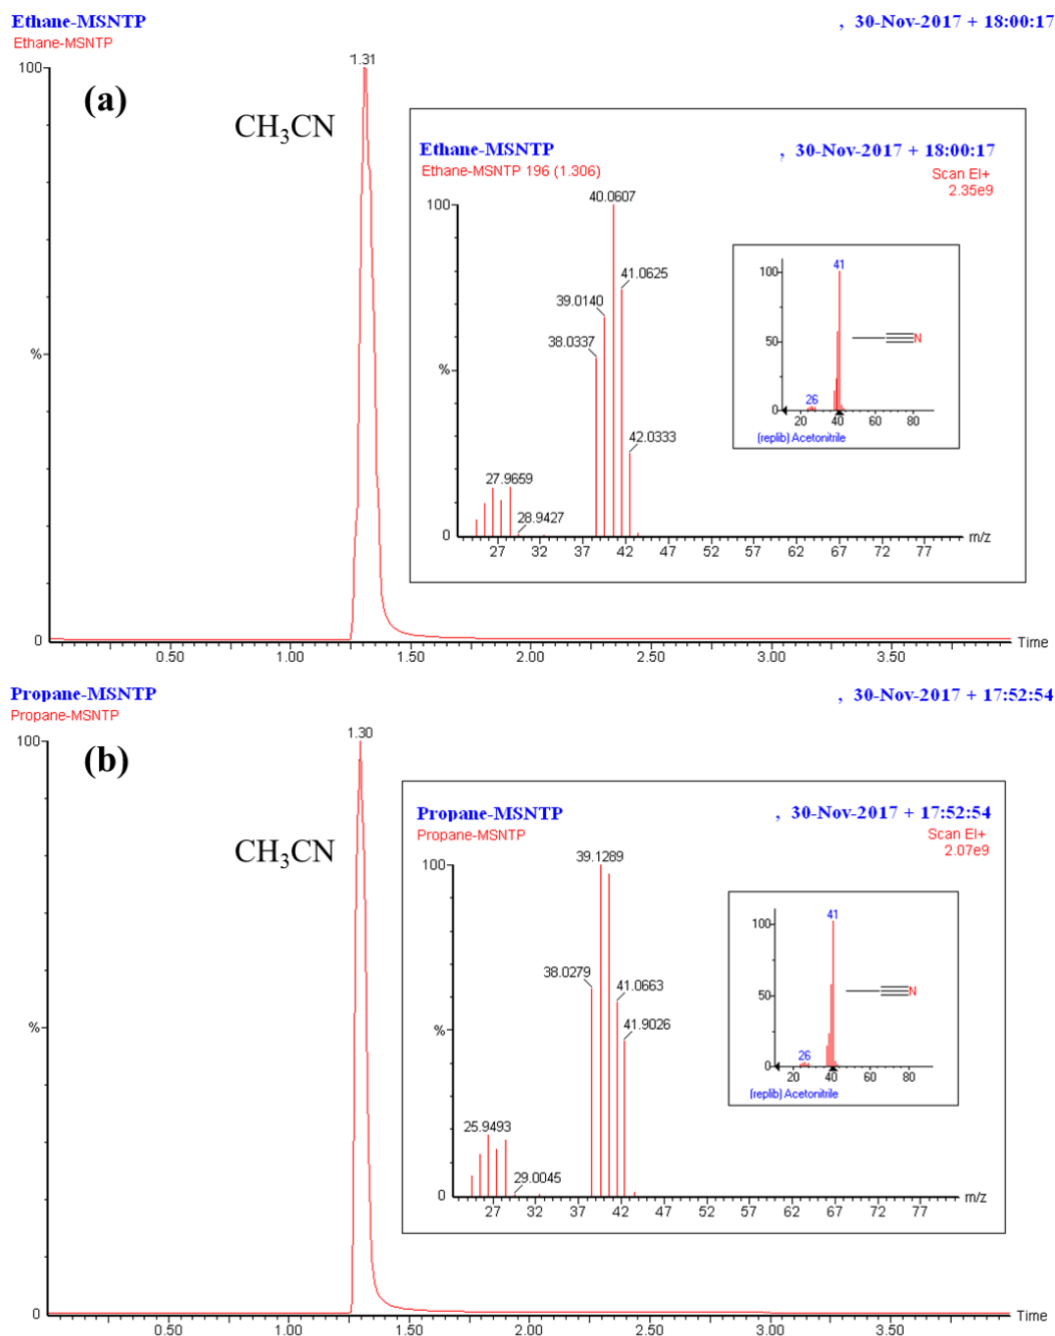 Ethane-MSNTP , 30-Nov-2017 + 18:00:17
Ethane-MSNTP
1.31
100
(a)
CH₃CN
%
0
0.50 1.00 1.50 2.00 2.50 3.00 3.50 Time
Ethane-MSNTP , 30-Nov-2017 + 18:00:17
Ethane-MSNTP 196 (1.306) Scan EI+
2.35e9
100
40.0607
41.0625
39.0140
38.0337
%
42.0333
27.9659
28.9427
0
27 32 37 42 47 52 57 62 67 72 77 m/z
41
100
50
N
26
0
20 40 60 80
(replib) Acetonitrile
Propane-MSNTP , 30-Nov-2017 + 17:52:54
Propane-MSNTP
1.30
100
(b)
CH₃CN
%
0
0.50 1.00 1.50 2.00 2.50 3.00 3.50 Time
Propane-MSNTP , 30-Nov-2017 + 17:52:54
Propane-MSNTP Scan EI+
2.07e9
100
39.1289
38.0279
41.0663
41.9026
%
25.9493
29.0045
0
27 32 37 42 47 52 57 62 67 72 77 m/z
41
100
50
N
26
0
20 40 60 80
(replib) Acetonitrile